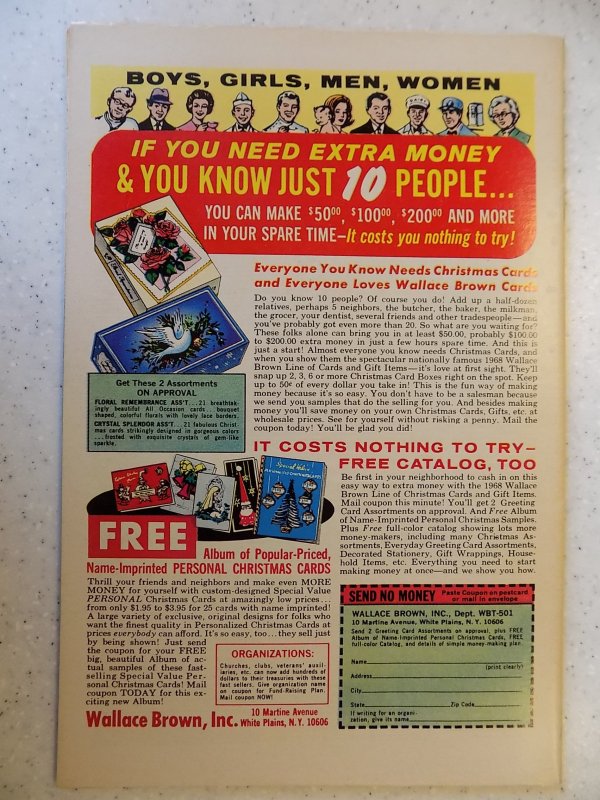 BOYS, GIRLS, MEN, WOMEN
IF YOU NEED EXTRA MONEY
& YOU KNOW JUST 10 PEOPLE...
YOU CAN MAKE $50⁰⁰, $100⁰⁰, $200⁰⁰ AND MORE
IN YOUR SPARE TIME—It costs you nothing to try!
Everyone You Know Needs Christmas Cards
and Everyone Loves Wallace Brown Cards
Do you know 10 people? Of course you do! Add up a half-dozen
relatives, perhaps 5 neighbors, the butcher, the baker, the milkman,
the grocer, your dentist, several friends and other tradespeople—and
you've probably got even more than 20. So what are you waiting for?
These folks alone can bring you in at least $50.00, probably $100.00
to $200.00 extra money in just a few hours spare time. And this is
just a start! Almost everyone you know needs Christmas Cards, and
when you show them the spectacular nationally famous 1968 Wallace
Brown Line of Cards and Gift Items—it's love at first sight. They'll
snap up 2, 3, 6 or more Christmas Card Boxes right on the spot. Keep
up to 50¢ of every dollar you take in! This is the fun way of making
money because it's so easy. You don't have to be a salesman because
we send you samples that do the selling for you. And besides making
money you'll save money on your own Christmas Cards, Gifts, etc. at
wholesale prices. See for yourself without risking a penny. Mail the
coupon today! You'll be glad you did!
Get These 2 Assortments
ON APPROVAL
FLORAL REMEMBRANCE ASS'T...21 breathtak-
ingly beautiful All Occasion cards... bouquet
shaped, colorful florals with lovely lace borders.
CRYSTAL SPLENDOR ASS'T... 21 fabulous Christ-
mas cards strikingly designed in gorgeous colors
...frosted with exquisite crystals of gem-like
sparkle.
IT COSTS NOTHING TO TRY—
FREE CATALOG, TOO
Be first in your neighborhood to cash in on this
easy way to extra money with the 1968 Wallace
Brown Line of Christmas Cards and Gift Items.
Mail coupon this minute! You'll get 2 Greeting
Card Assortments on approval. And Free Album
of Name-Imprinted Personal Christmas Samples.
Plus Free full-color catalog showing lots more
money-makers, including many Christmas As-
sortments, Everyday Greeting Card Assortments,
Decorated Stationery, Gift Wrappings, House-
hold Items, etc. Everything you need to start
making money at once—and we show you how.
Special Value
FREE
Album of Popular-Priced,
Name-Imprinted PERSONAL CHRISTMAS CARDS
Thrill your friends and neighbors and make even MORE
MONEY for yourself with custom-designed Special Value
PERSONAL Christmas Cards at amazingly low prices...
from only $1.95 to $3.95 for 25 cards with name imprinted!
A large variety of exclusive, original designs for folks who
want the finest quality in Personalized Christmas Cards at
prices everybody can afford. It's so easy, too...they sell just
by being shown! Just send
the coupon for your FREE
big, beautiful Album of ac-
tual samples of these fast-
selling Special Value Per-
sonal Christmas Cards! Mail
coupon TODAY for this ex-
citing new Album!
ORGANIZATIONS:
Churches, clubs, veterans' auxil-
iaries, etc. can now add hundreds of
dollars to their treasuries with these
fast sellers. Give organization name
on coupon for Fund-Raising Plan.
Mail coupon NOW!
Wallace Brown, Inc. 10 Martine Avenue
White Plains, N.Y. 10606
SEND NO MONEY Paste Coupon on postcard
or mail in envelope
WALLACE BROWN, INC., Dept. WBT-501
10 Martine Avenue, White Plains, N. Y. 10606
Send 2 Greeting Card Assortments on approval, plus FREE
Album of Name-Imprinted Personal Christmas Cards, FREE
full-color Catalog, and details of simple money-making plan.
Name
(print clearly)
Address
City
State Zip Code
If writing for an organi-
zation, give its name